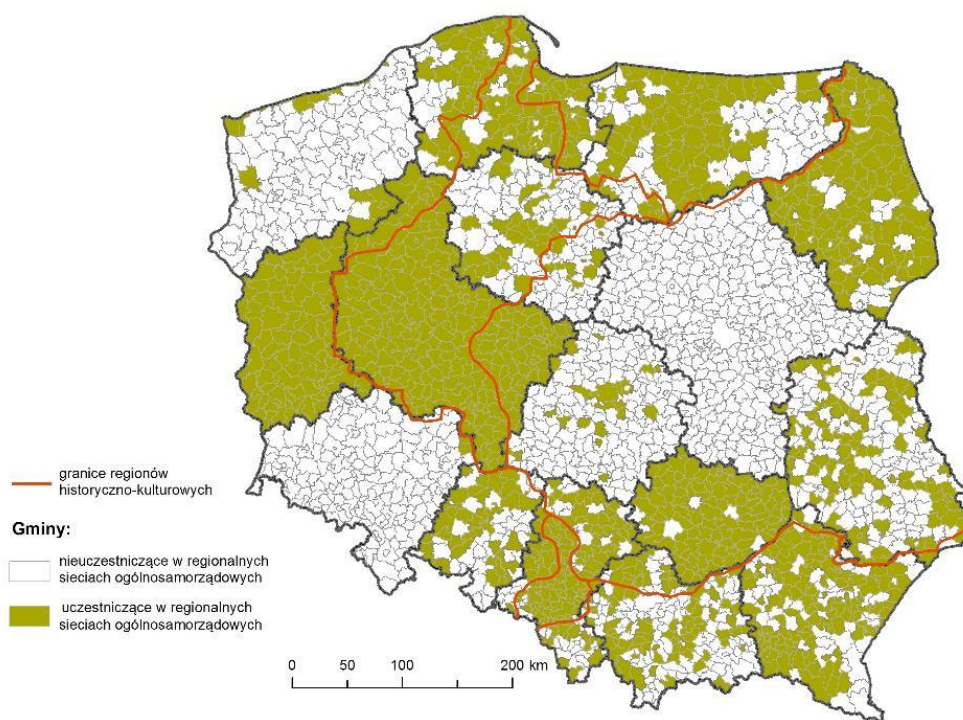 granice regionów
historyczno-kulturowych
Gminy:
nieuczestniczące w regionalnych
sieciach ogólnosamorządowych
uczestniczące w regionalnych
sieciach ogólnosamorządowych
0 50 100 200 km